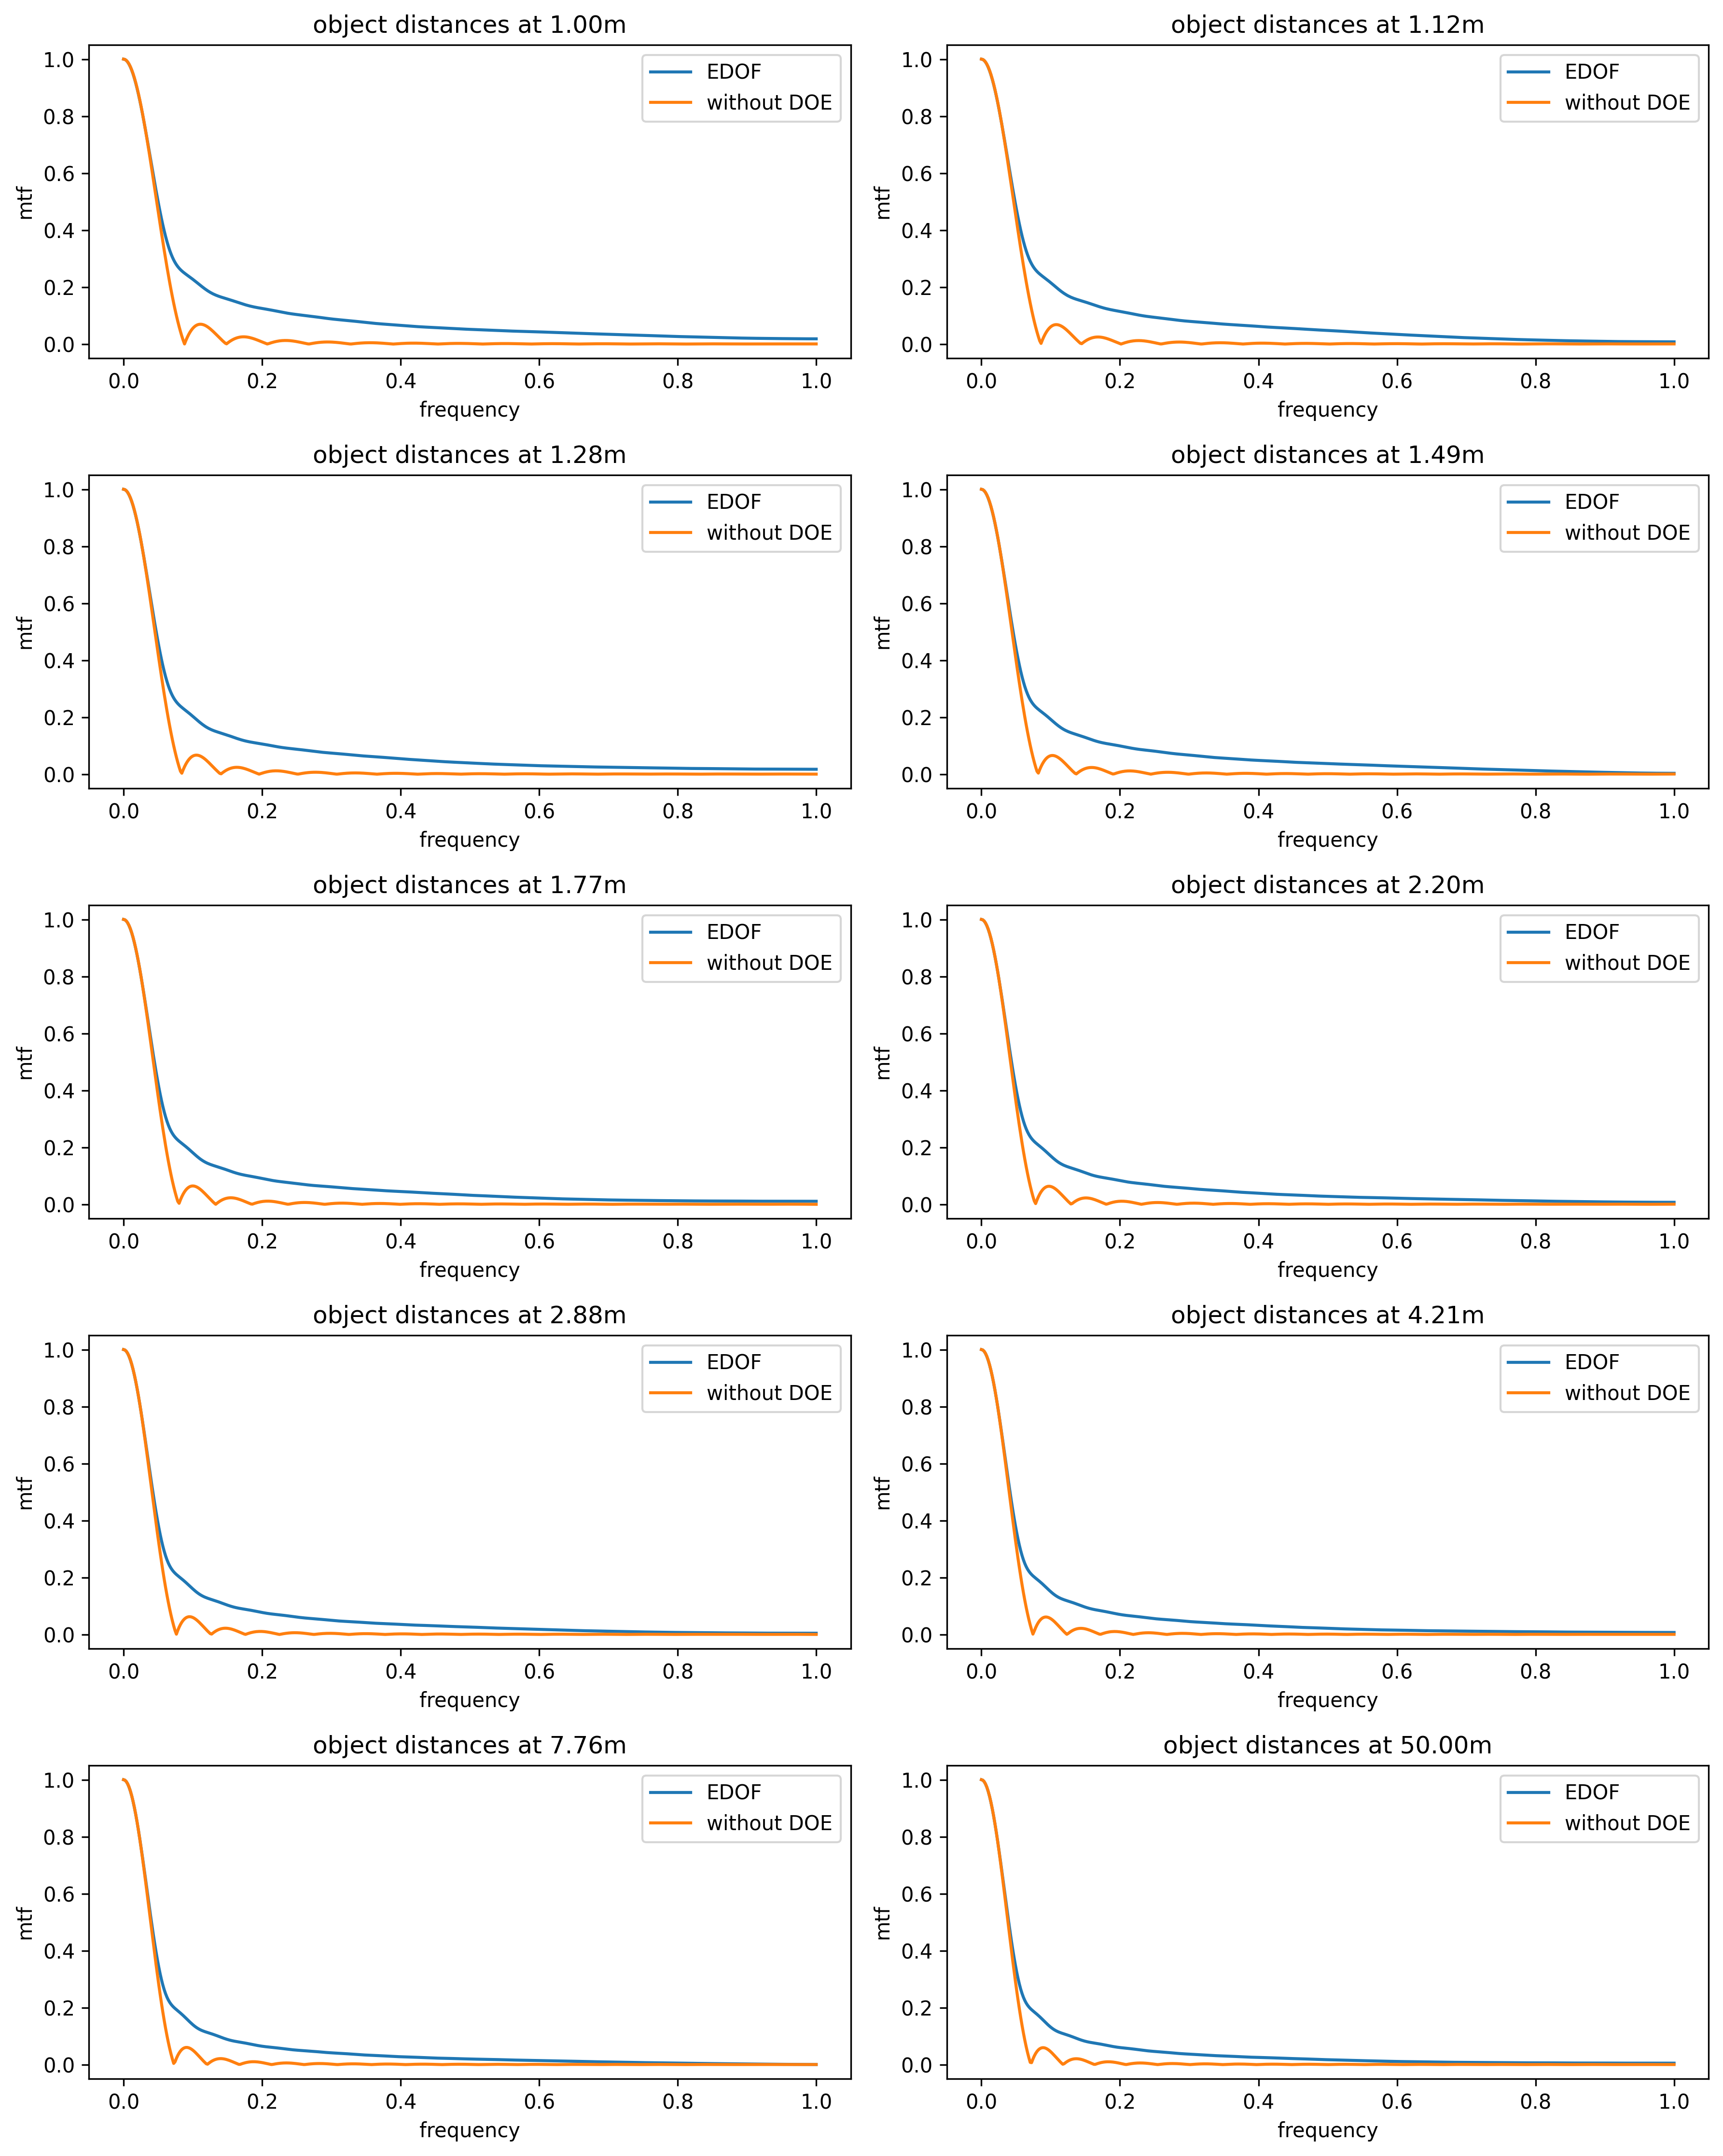 object distances at 1.00m
1.0
0.8
0.6
0.4
0.2
0.0
mtf
EDOF
without DOE
0.0 0.2 0.4 0.6 0.8 1.0
frequency
object distances at 1.12m
1.0
0.8
0.6
0.4
0.2
0.0
mtf
EDOF
without DOE
0.0 0.2 0.4 0.6 0.8 1.0
frequency
object distances at 1.28m
1.0
0.8
0.6
0.4
0.2
0.0
mtf
EDOF
without DOE
0.0 0.2 0.4 0.6 0.8 1.0
frequency
object distances at 1.49m
1.0
0.8
0.6
0.4
0.2
0.0
mtf
EDOF
without DOE
0.0 0.2 0.4 0.6 0.8 1.0
frequency
object distances at 1.77m
1.0
0.8
0.6
0.4
0.2
0.0
mtf
EDOF
without DOE
0.0 0.2 0.4 0.6 0.8 1.0
frequency
object distances at 2.20m
1.0
0.8
0.6
0.4
0.2
0.0
mtf
EDOF
without DOE
0.0 0.2 0.4 0.6 0.8 1.0
frequency
object distances at 2.88m
1.0
0.8
0.6
0.4
0.2
0.0
mtf
EDOF
without DOE
0.0 0.2 0.4 0.6 0.8 1.0
frequency
object distances at 4.21m
1.0
0.8
0.6
0.4
0.2
0.0
mtf
EDOF
without DOE
0.0 0.2 0.4 0.6 0.8 1.0
frequency
object distances at 7.76m
1.0
0.8
0.6
0.4
0.2
0.0
mtf
EDOF
without DOE
0.0 0.2 0.4 0.6 0.8 1.0
frequency
object distances at 50.00m
1.0
0.8
0.6
0.4
0.2
0.0
mtf
EDOF
without DOE
0.0 0.2 0.4 0.6 0.8 1.0
frequency